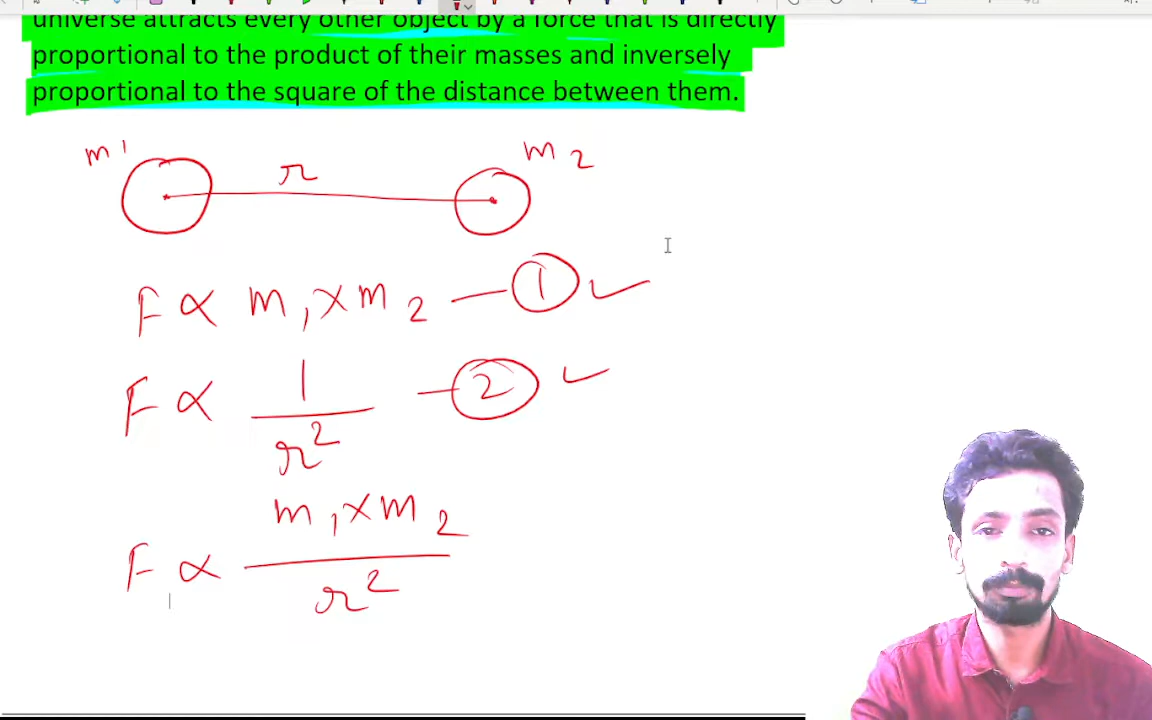 universe attracts every other object by a force that is directly
proportional to the product of their masses and inversely
proportional to the square of the distance between them.
m1 r m2
F ∝ m₁ × m₂ — ① ✓
F ∝ 1/r² — ② ✓
F ∝ m₁ × m₂ / r²